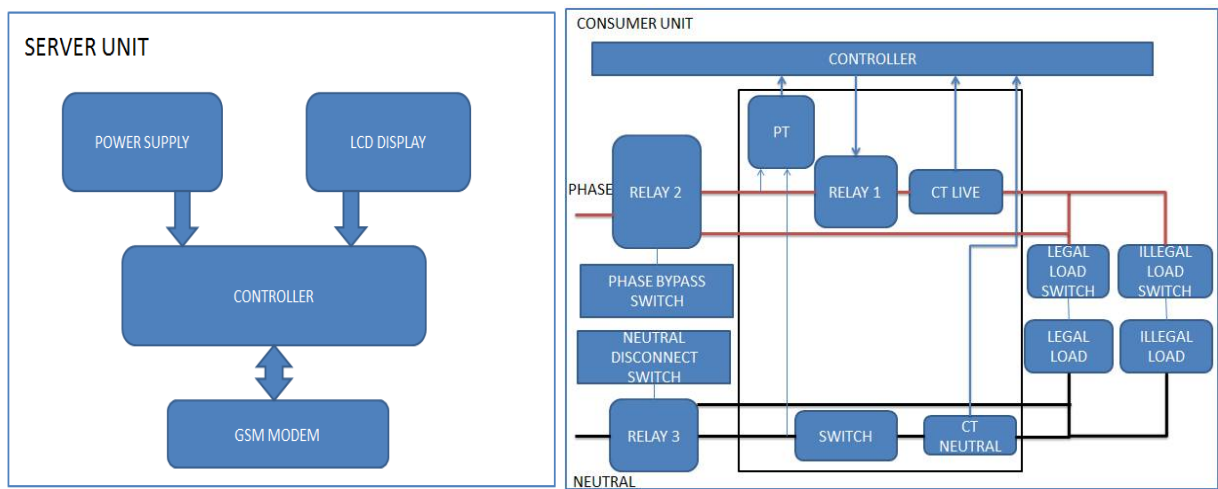 SERVER UNIT
POWER SUPPLY
LCD DISPLAY
CONTROLLER
GSM MODEM
CONSUMER UNIT
CONTROLLER
PT
PHASE
RELAY 2
RELAY 1
CT LIVE
PHASE BYPASS
SWITCH
LEGAL
LOAD
SWITCH
ILLEGAL
LOAD
SWITCH
NEUTRAL
DISCONNECT
SWITCH
LEGAL
LOAD
ILLEGAL
LOAD
RELAY 3
SWITCH
CT
NEUTRAL
NEUTRAL